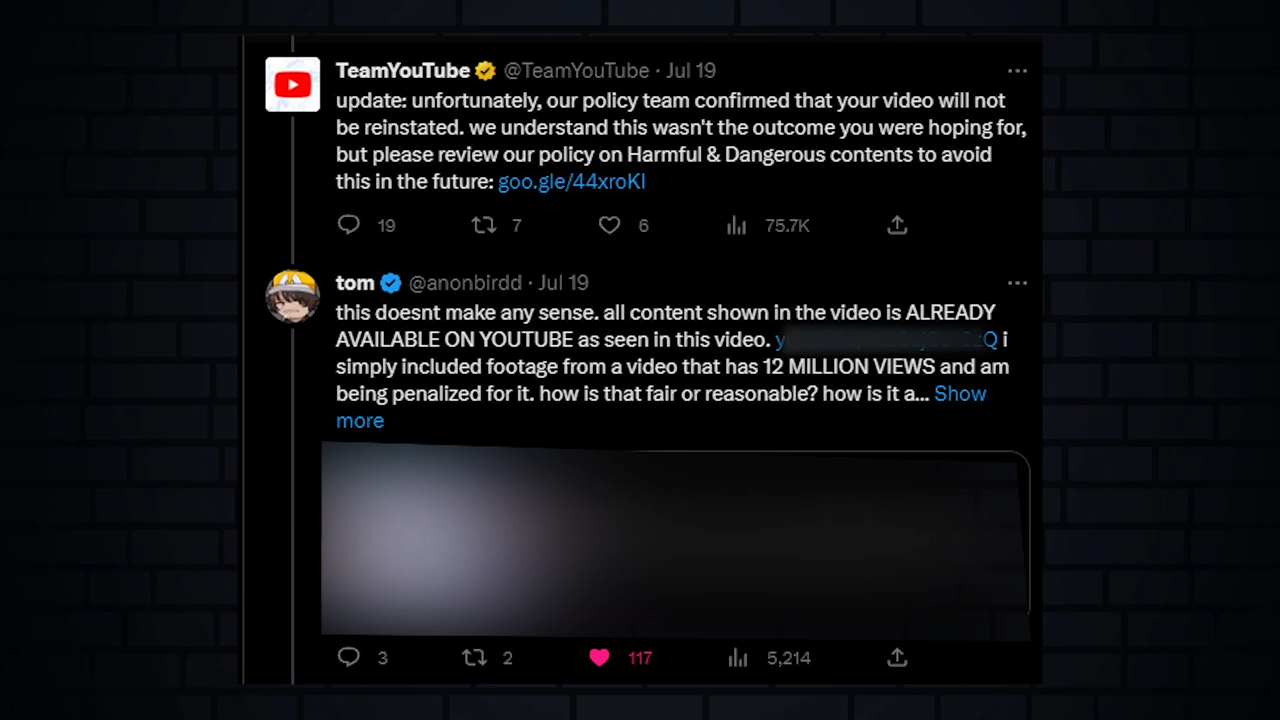 TeamYouTube @TeamYouTube · Jul 19
update: unfortunately, our policy team confirmed that your video will not
be reinstated. we understand this wasn't the outcome you were hoping for,
but please review our policy on Harmful & Dangerous contents to avoid
this in the future: goo.gle/44xroKI
19 7 6 75.7K
tom @anonbirdd · Jul 19
this doesnt make any sense. all content shown in the video is ALREADY
AVAILABLE ON YOUTUBE as seen in this video. i
simply included footage from a video that has 12 MILLION VIEWS and am
being penalized for it. how is that fair or reasonable? how is it a... Show
more
3 2 117 5,214